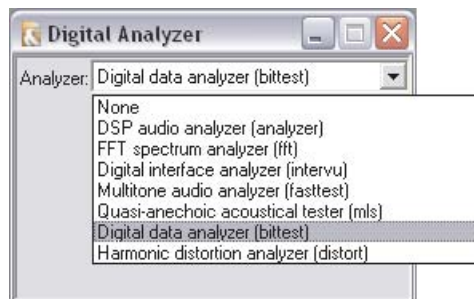 Digital Analyzer
Analyzer: Digital data analyzer (bittest)
None
DSP audio analyzer (analyzer)
FFT spectrum analyzer (fft)
Digital interface analyzer (intervu)
Multitone audio analyzer (fasttest)
Quasi-anechoic acoustical tester (mls)
Digital data analyzer (bittest)
Harmonic distortion analyzer (distort)